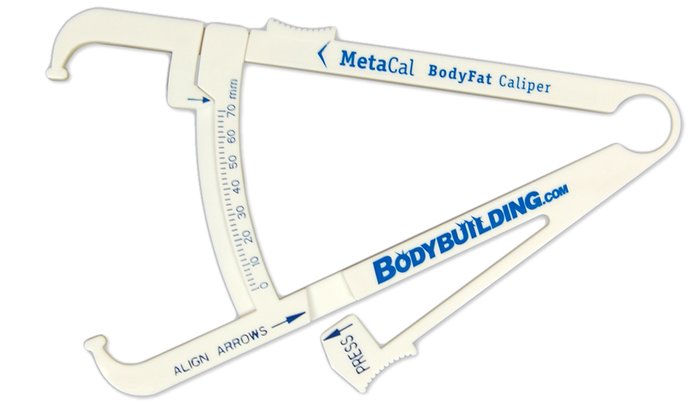 MetaCal BodyFat Caliper
70 mm
60
50
40
30
20
10
0
BODYBUILDING.COM
ALIGN ARROWS
PRESS